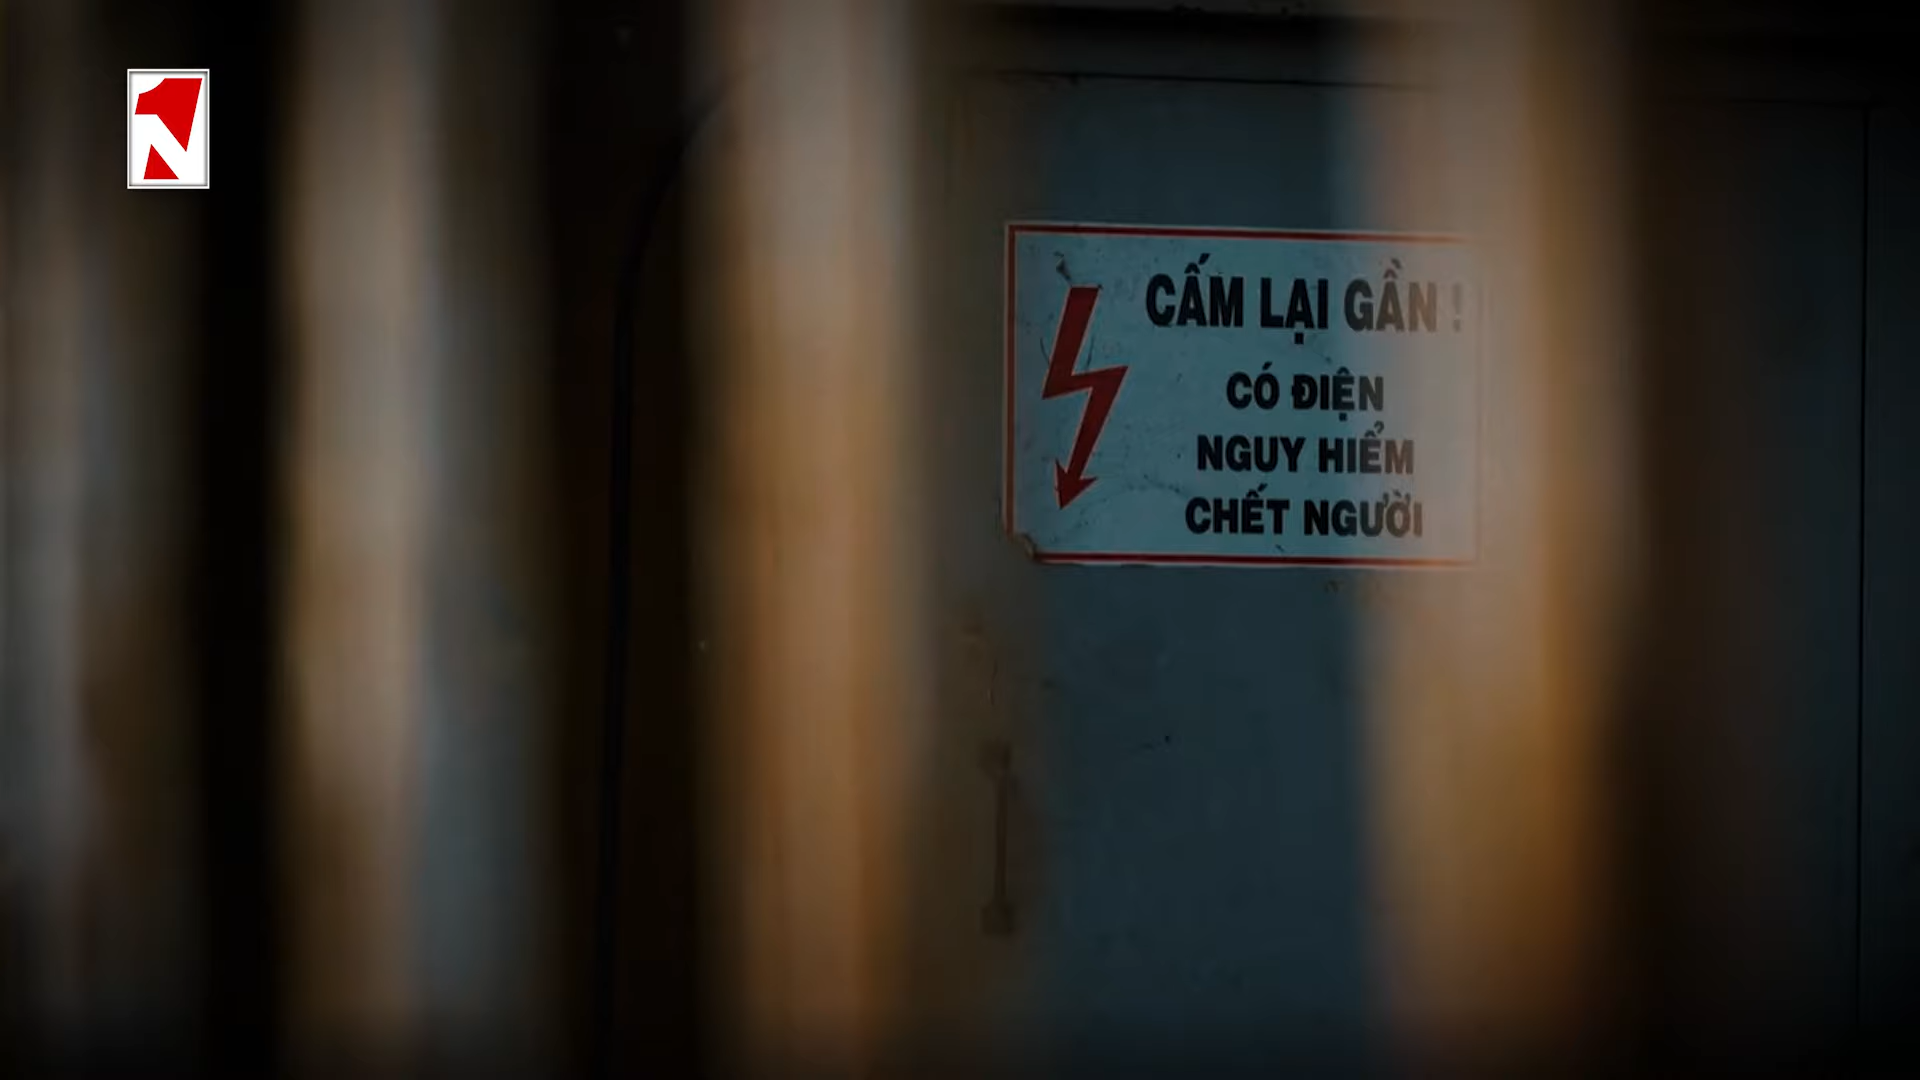 CẤM LẠI GẦN !
CÓ ĐIỆN
NGUY HIỂM
CHẾT NGƯỜI